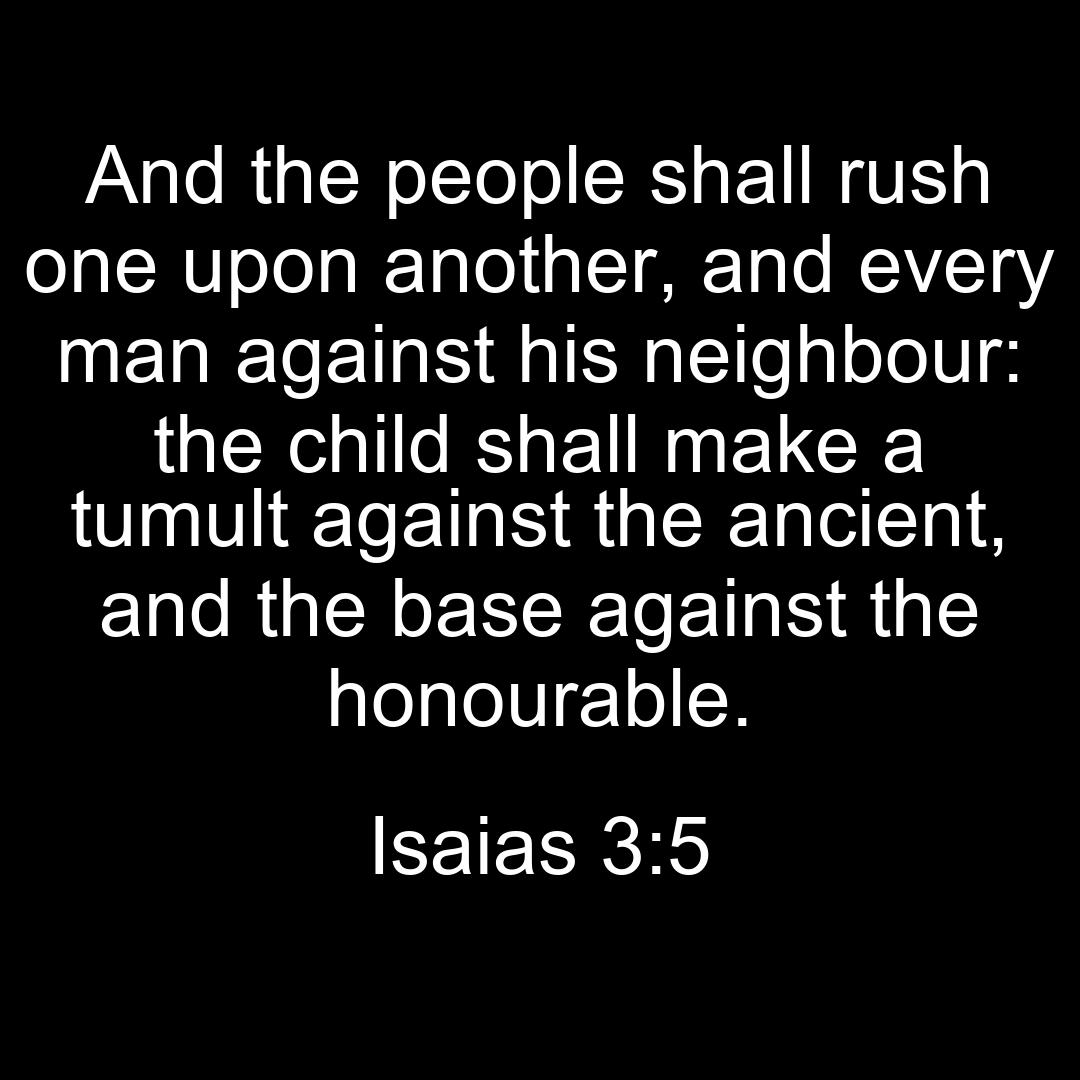 And the people shall rush
one upon another, and every
man against his neighbour:
the child shall make a
tumult against the ancient,
and the base against the
honourable.
Isaias 3:5